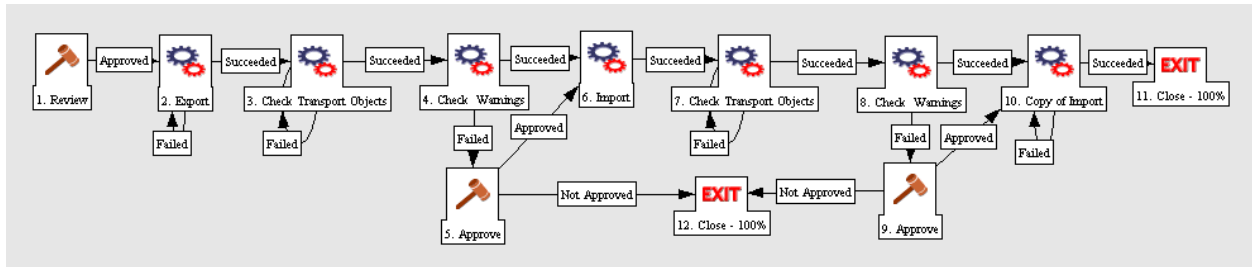 Approved
Succeeded
Succeeded
Succeeded
Succeeded
Succeeded
Succeeded
Succeeded
EXIT
1. Review
2. Export
3. Check Transport Objects
4. Check Warnings
6. Import
7. Check Transport Objects
8. Check Warnings
10. Copy of Import
11. Close - 100%
Failed
Failed
Failed
Approved
Failed
Failed
Approved
Failed
Not Approved
EXIT
Not Approved
5. Approve
12. Close - 100%
9. Approve